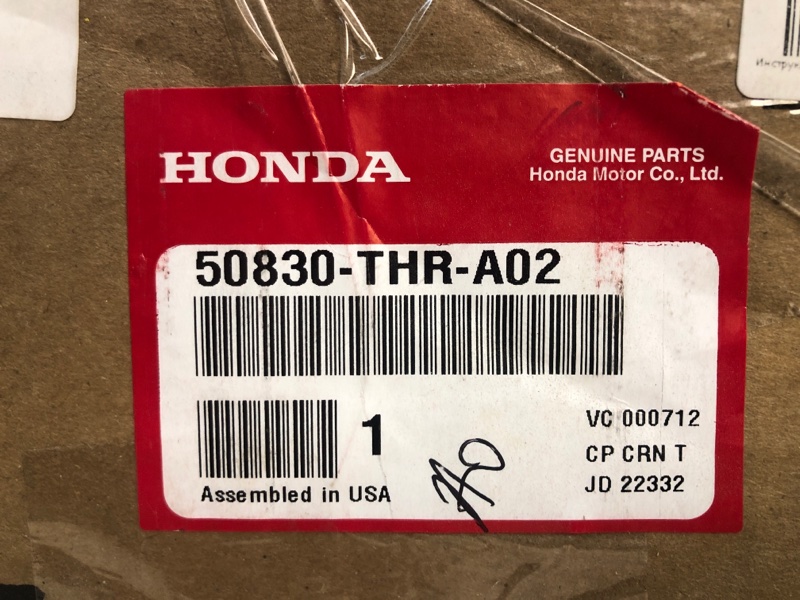 HONDA
GENUINE PARTS
Honda Motor Co., Ltd.
50830-THR-A02
1
VC 000712
CP CRN T
JD 22332
Assembled in USA